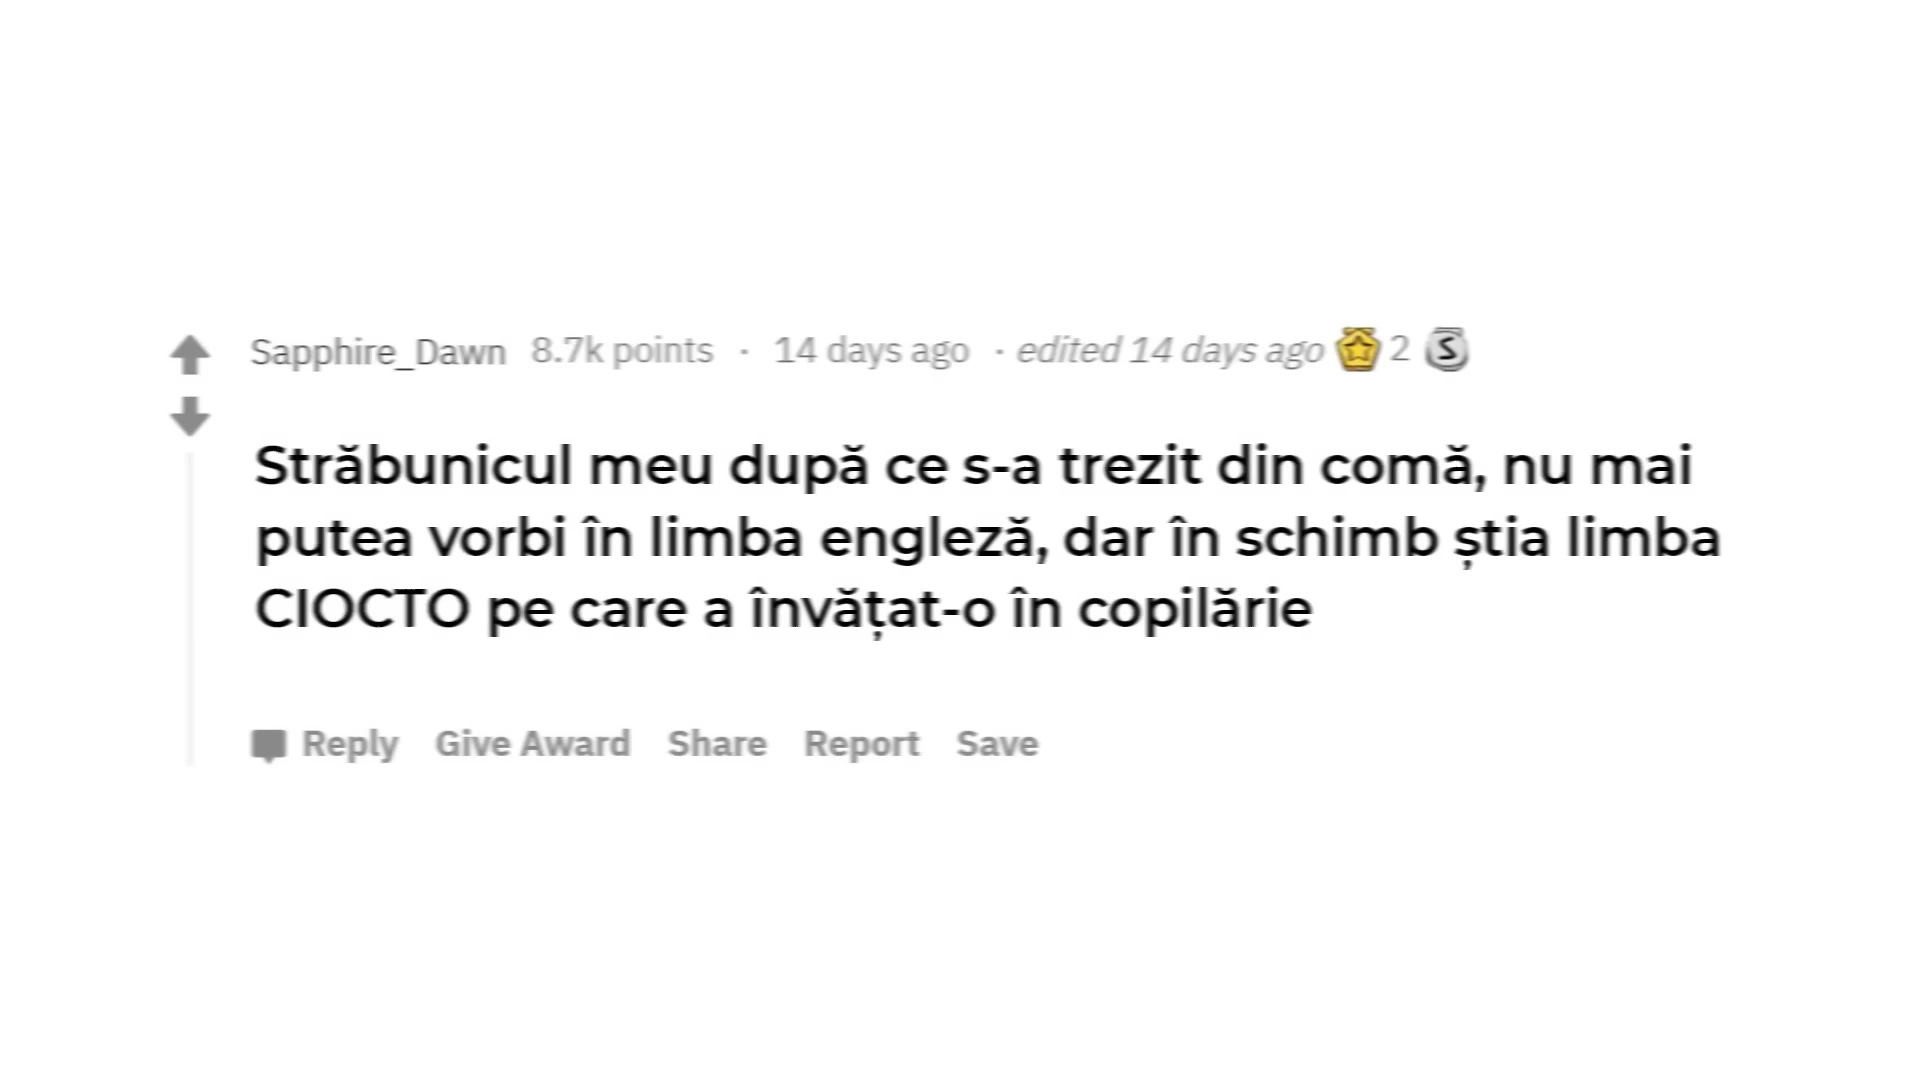 Sapphire_Dawn 8.7k points · 14 days ago · edited 14 days ago 2 S
Străbunicul meu după ce s-a trezit din comă, nu mai
putea vorbi în limba engleză, dar în schimb știa limba
CIOCTO pe care a învățat-o în copilărie
Reply Give Award Share Report Save